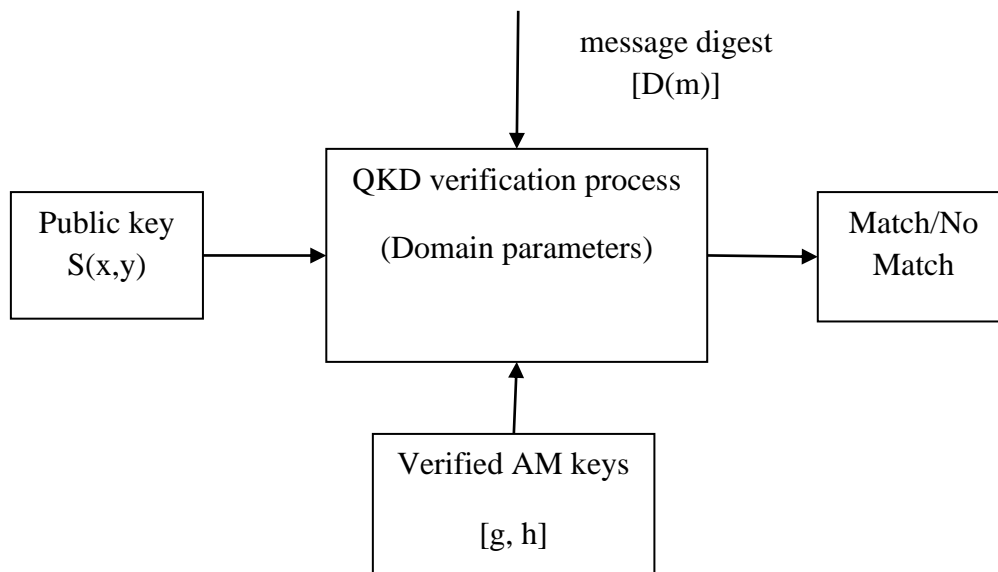 message digest
[D(m)]
QKD verification process
(Domain parameters)
Public key
S(x,y)
Match/No
Match
Verified AM keys
[g, h]